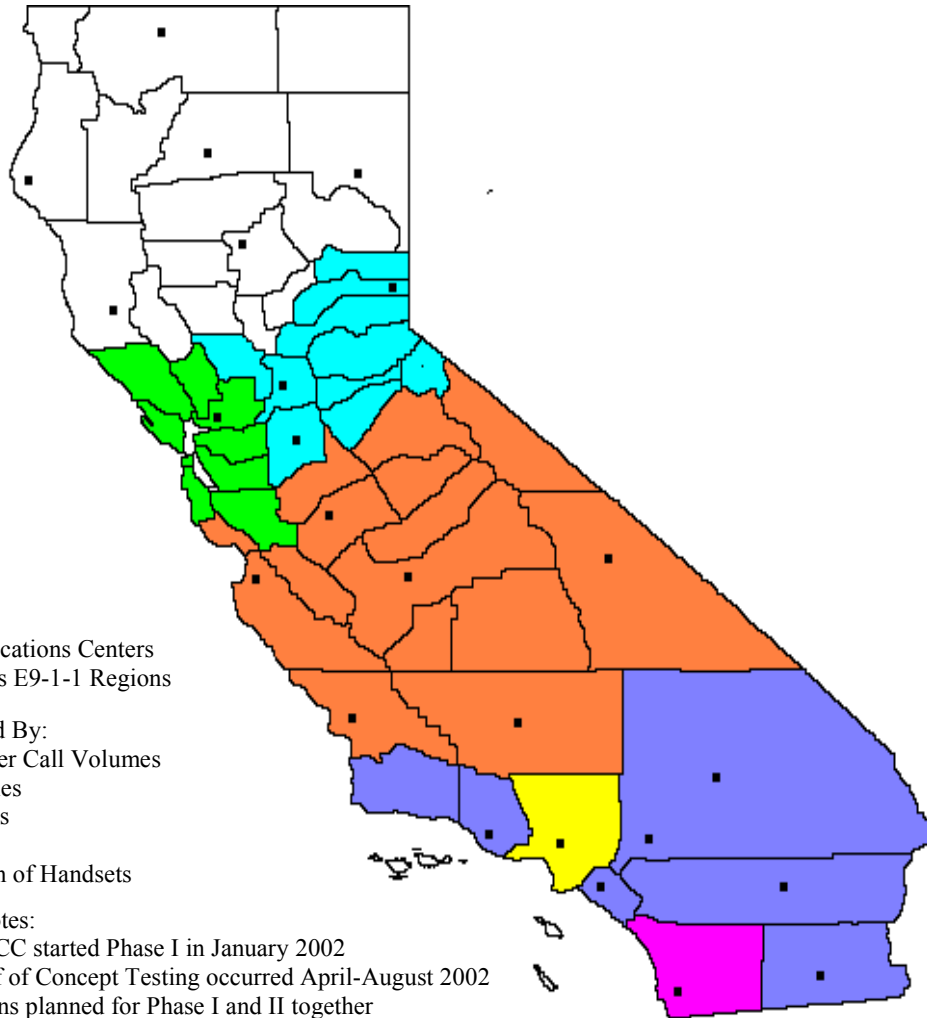 cations Centers
s E9-1-1 Regions
d By:
er Call Volumes
es
s
n of Handsets
otes:
CC started Phase I in January 2002
f of Concept Testing occurred April-August 2002
ns planned for Phase I and II together